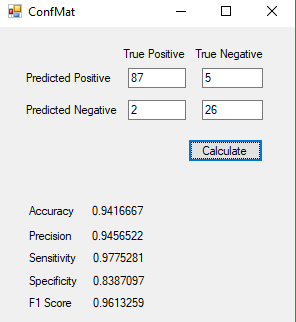 ConfMat
True Positive True Negative
Predicted Positive 87 5
Predicted Negative 2 26
Calculate
Accuracy 0.9416667
Precision 0.9456522
Sensitivity 0.9775281
Specificity 0.8387097
F1 Score 0.9613259